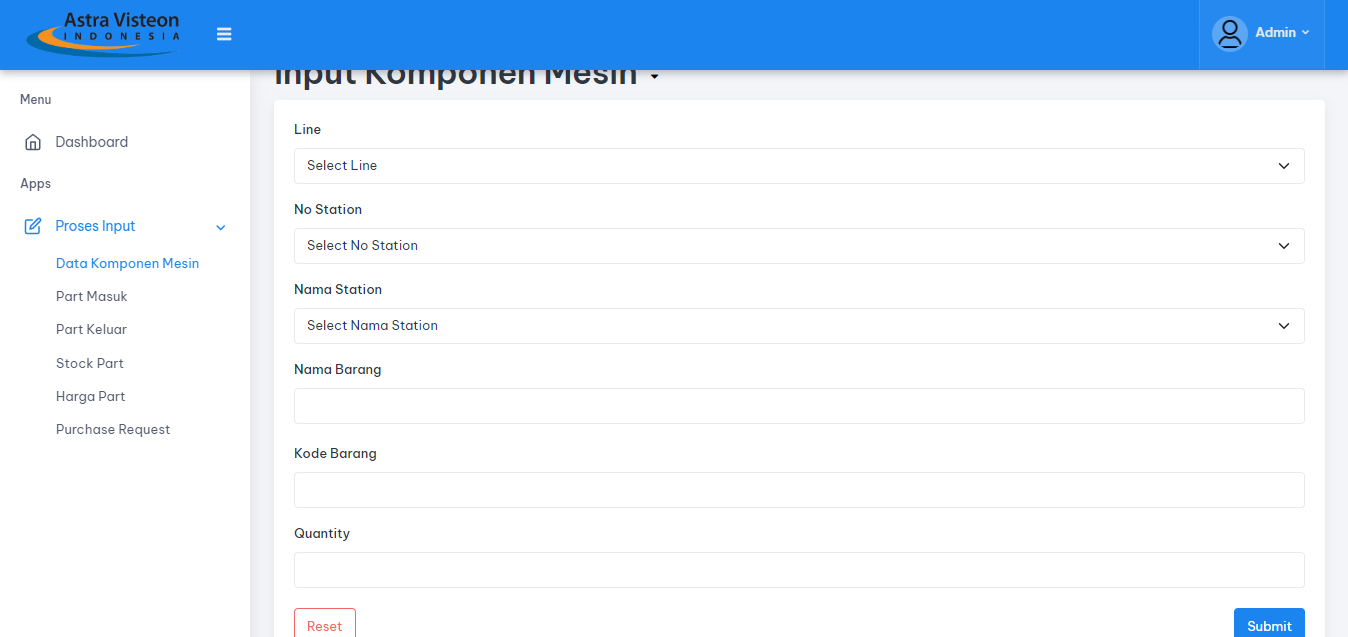 Astra Visteon
INDONESIA
Admin
Input Komponen Mesin
Menu
Dashboard
Apps
Proses Input
Data Komponen Mesin
Part Masuk
Part Keluar
Stock Part
Harga Part
Purchase Request
Line
Select Line
No Station
Select No Station
Nama Station
Select Nama Station
Nama Barang
Kode Barang
Quantity
Reset
Submit